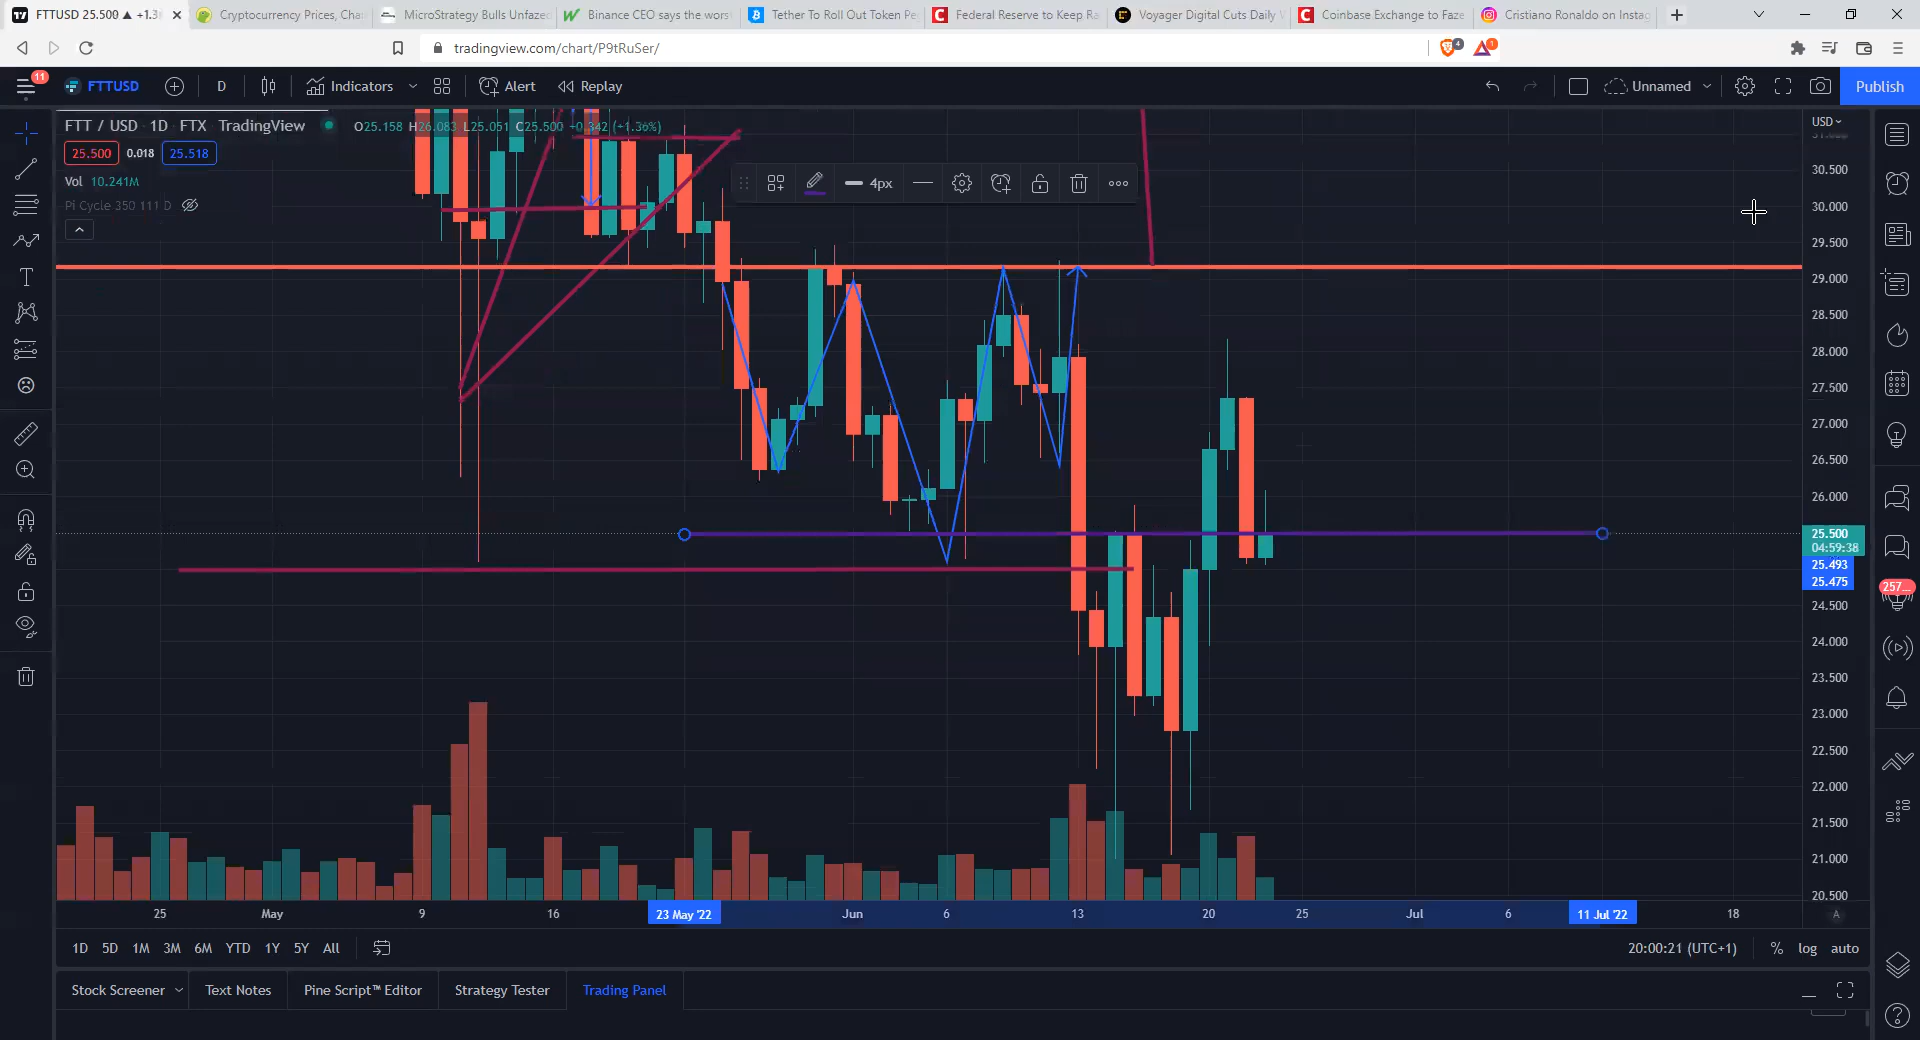 FTTUSD 25.500 ▲ +1.3
Cryptocurrency Prices, Cha
MicroStrategy Bulls Unfaze
Binance CEO says the wors
Tether To Roll Out Token Pe
Federal Reserve to Keep Ra
Voyager Digital Cuts Daily W
Coinbase Exchange to Faze
Cristiano Ronaldo on Instag
tradingview.com/chart/P9tRuSer/
4
1
11
FTTUSD
D
Indicators
Alert
Replay
Unnamed
Publish
FTT / USD 1D FTX TradingView
O25.158 H26.083 L25.051 C25.500 +0.342 (+1.36%)
USD
25.500
0.018
25.518
Vol 10.241M
Pi Cycle 350 111 D
4px
30.500
30.000
29.500
29.000
28.500
28.000
27.500
27.000
26.500
26.000
25.500
04:59:38
25.493
25.475
24.500
24.000
23.500
23.000
22.500
22.000
21.500
21.000
20.500
257
25
May
9
16
23 May '22
Jun
6
13
20
25
Jul
6
11 Jul '22
18
A
1D
5D
1M
3M
6M
YTD
1Y
5Y
All
20:00:21 (UTC+1)
%
log
auto
Stock Screener
Text Notes
Pine Script™ Editor
Strategy Tester
Trading Panel